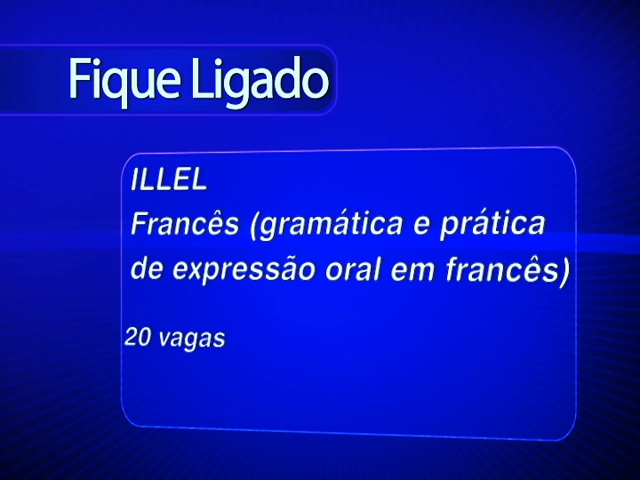 Fique Ligado
ILLEL
Francês (gramática e prática
de expressão oral em francês)
20 vagas